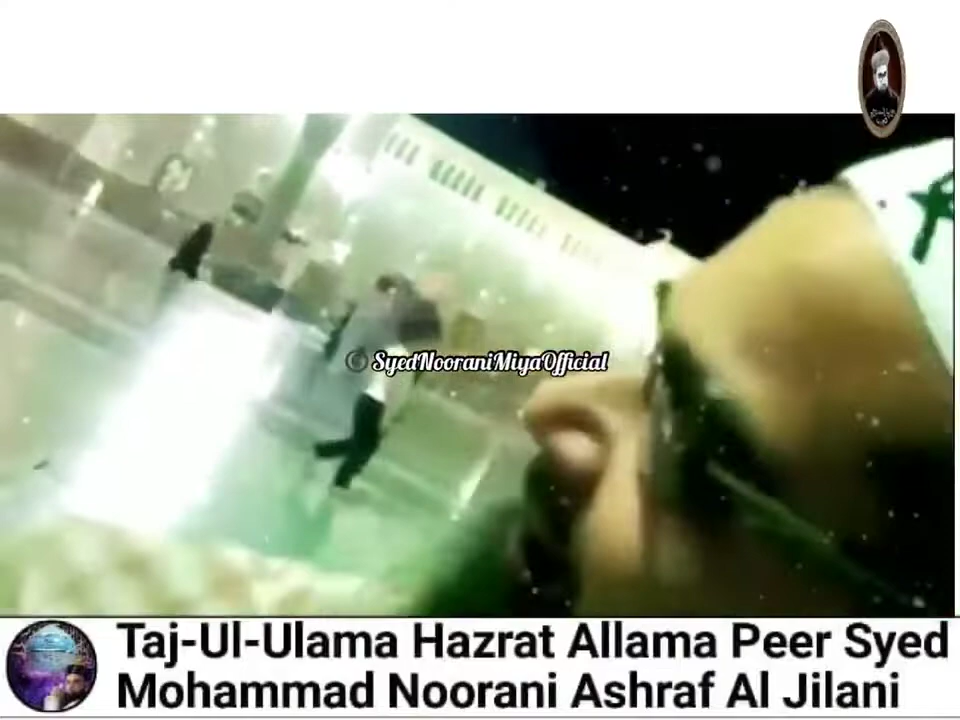 SyedNooraniMiyaOfficial
Taj-Ul-Ulama Hazrat Allama Peer Syed
Mohammad Noorani Ashraf Al Jilani